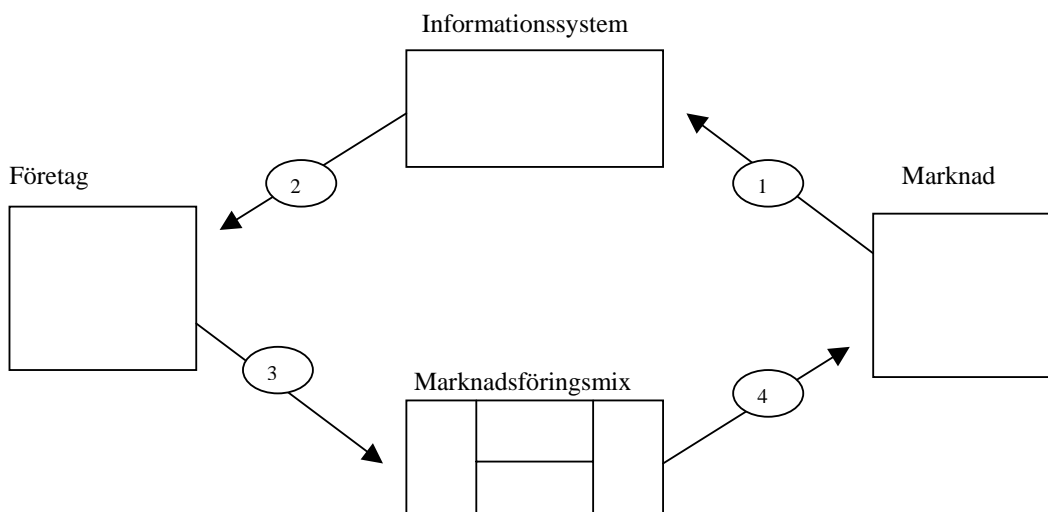 Informationssystem
Företag
2
1
Marknad
3
Marknadsföringsmix
4